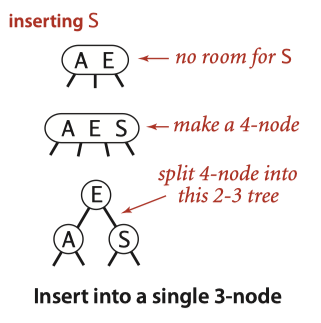 inserting S
A E
no room for S
A E S
make a 4-node
split 4-node into
this 2-3 tree
E
A S
Insert into a single 3-node